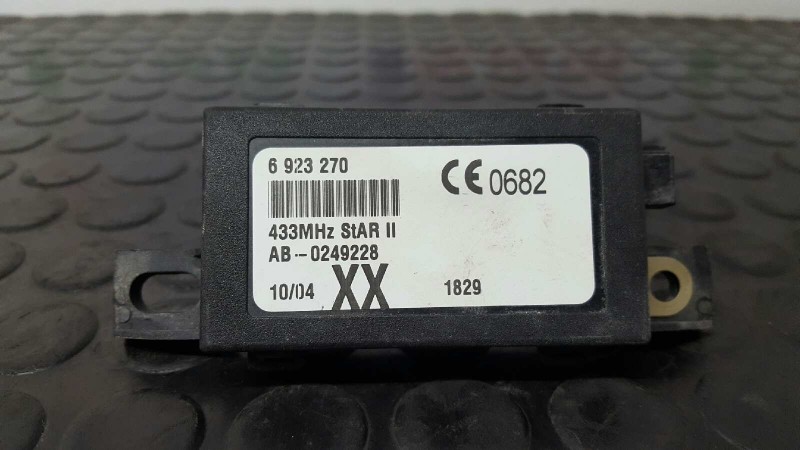 6 923 270
CE 0682
433MHz StAR II
AB--0249228
10/04 XX 1829